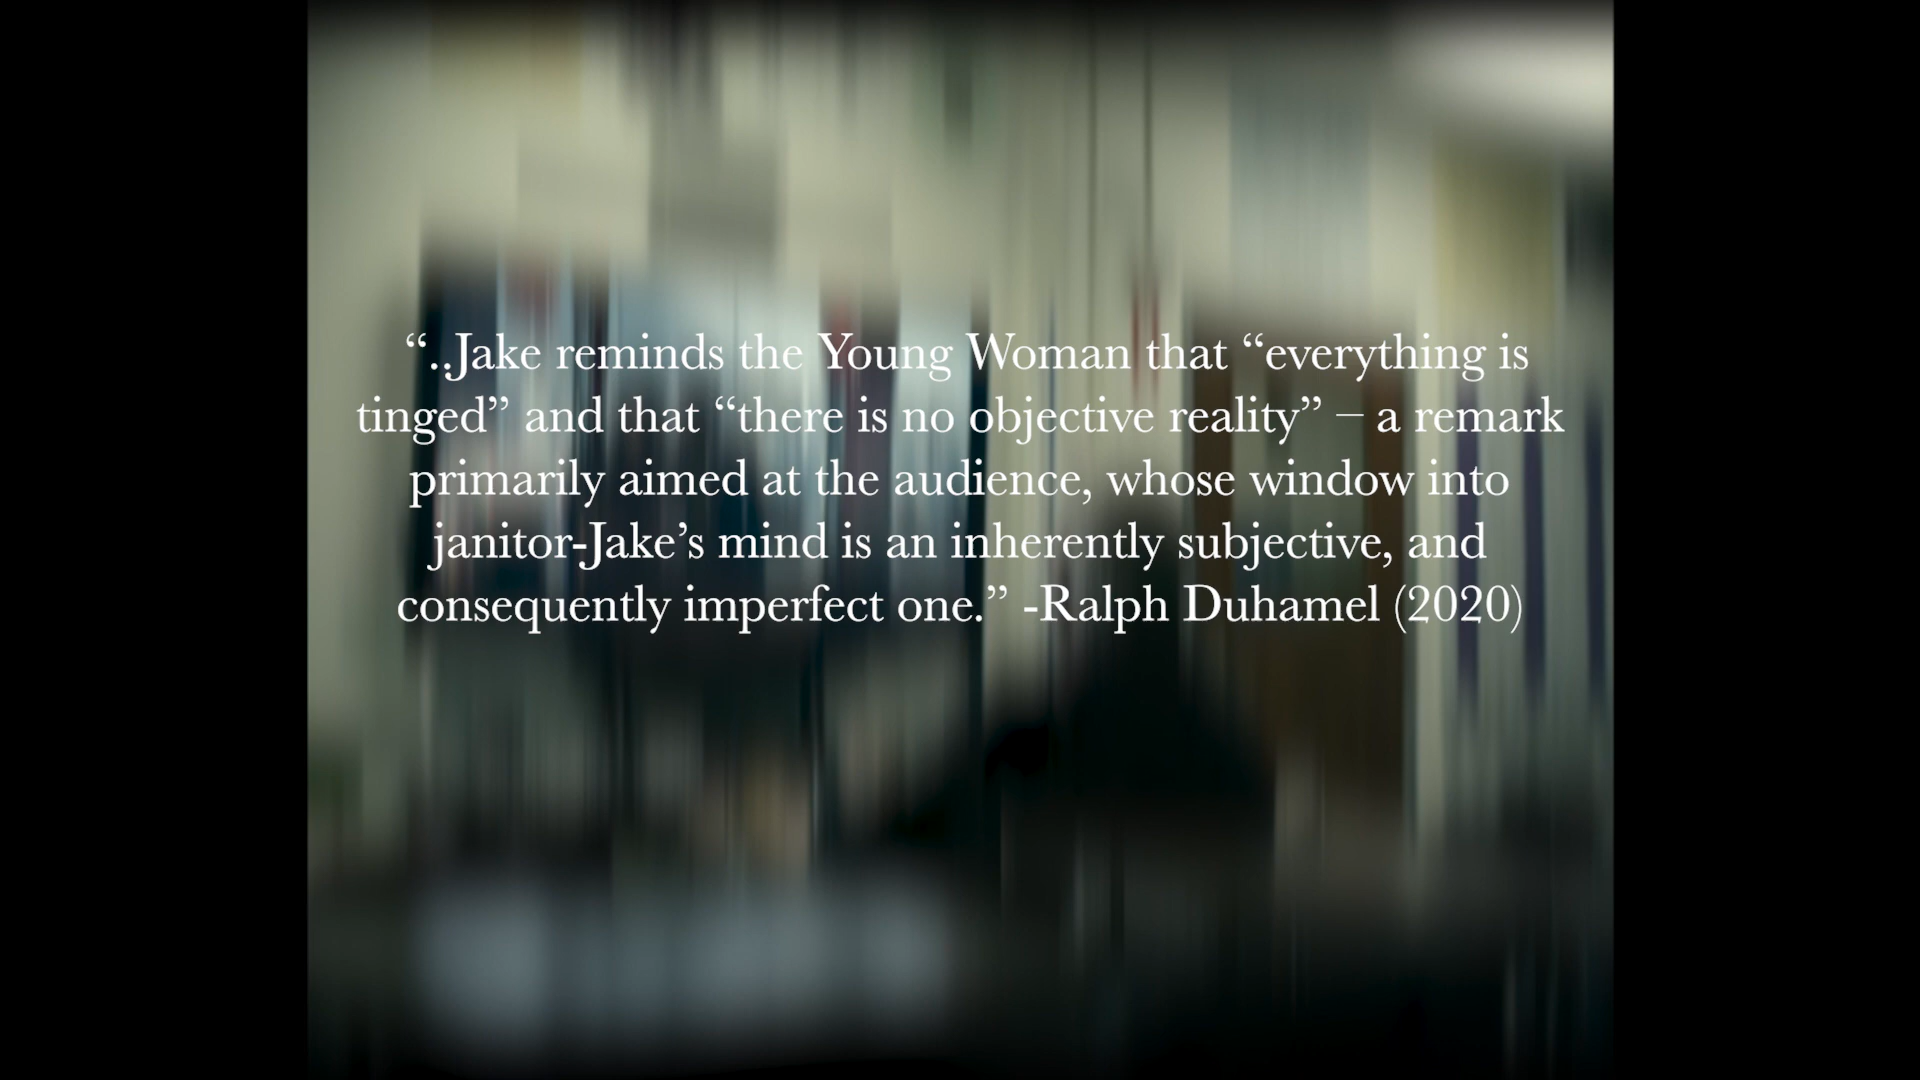 “..Jake reminds the Young Woman that “everything is
tinged” and that “there is no objective reality” – a remark
primarily aimed at the audience, whose window into
janitor-Jake’s mind is an inherently subjective, and
consequently imperfect one.” -Ralph Duhamel (2020)